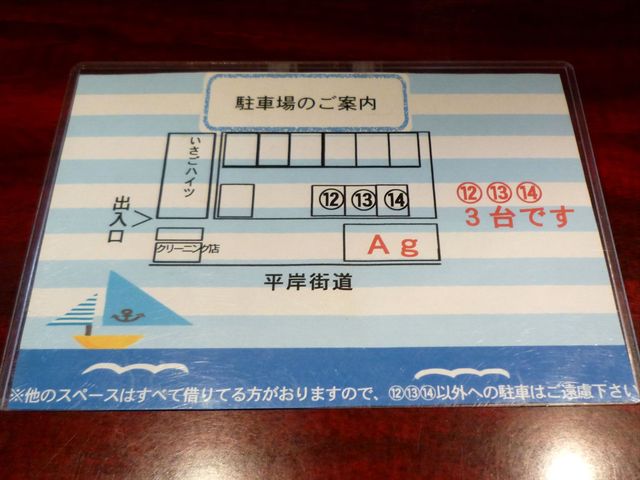 駐車場のご案内
いさごハイツ
⑫⑬⑭
⑫⑬⑭
3台です
出入口
クリーニング店
Ag
平岸街道
※他のスペースはすべて借りてる方がおりますので、⑫⑬⑭以外への駐車はご遠慮下さい